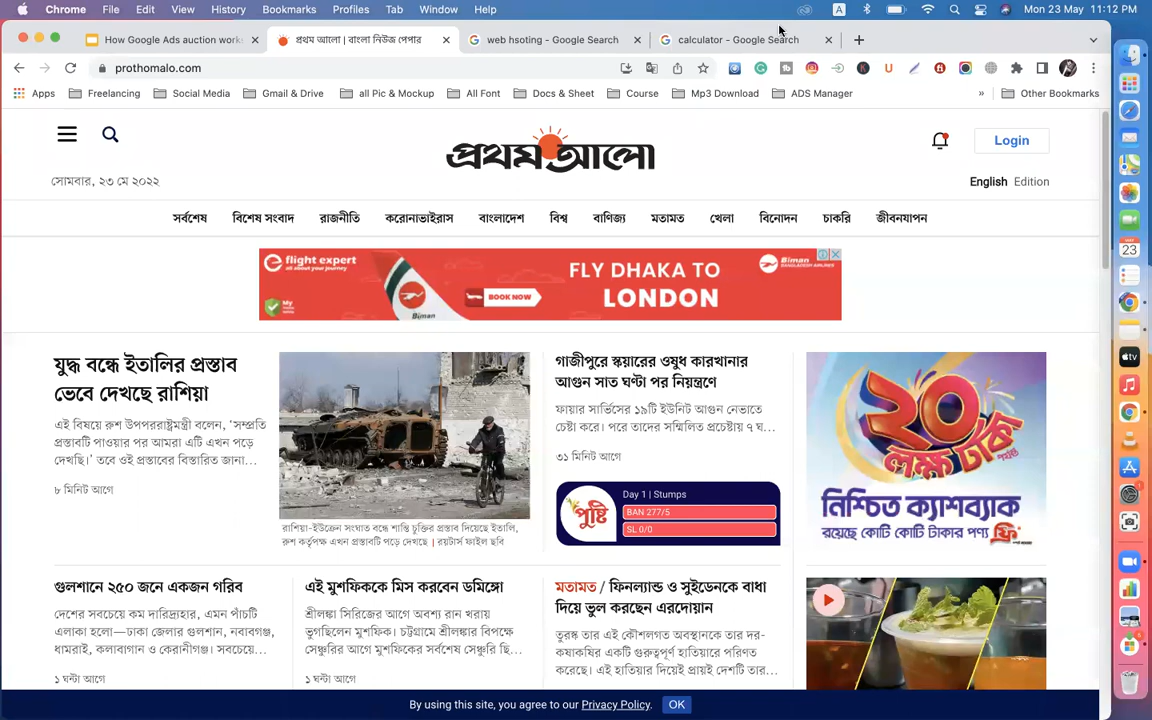 Chrome File Edit View History Bookmarks Profiles Tab Window Help
A Mon 23 May 11:12 PM
How Google Ads auction work
প্রথম আলো | বাংলা নিউজ পেপার
web hsoting - Google Search
calculator - Google Search
prothomalo.com
Apps Freelancing Social Media Gmail & Drive all Pic & Mockup All Font Docs & Sheet Course Mp3 Download ADS Manager » Other Bookmarks
প্রথম আলো
Login
সোমবার, ২৩ মে ২০২২
English Edition
সর্বশেষ বিশেষ সংবাদ রাজনীতি করোনাভাইরাস বাংলাদেশ বিশ্ব বাণিজ্য মতামত খেলা বিনোদন চাকরি জীবনযাপন
flight expert
all about your journey
BOOK NOW
Biman
FLY DHAKA TO
LONDON
Biman
যুদ্ধ বন্ধে ইতালির প্রস্তাব
ভেবে দেখছে রাশিয়া
এই বিষয়ে রুশ উপপররাষ্ট্রমন্ত্রী বলেন, ‘সম্প্রতি
প্রস্তাবটি পাওয়ার পর আমরা এটি এখন পড়ে
দেখছি।’ তবে ওই প্রস্তাবের বিস্তারিত জানা...
৮ মিনিট আগে
রাশিয়া-ইউক্রেন সংঘাত বন্ধে শান্তি চুক্তির প্রস্তাব দিয়েছে ইতালি,
রুশ কর্তৃপক্ষ এখন প্রস্তাবটি পড়ে দেখছে | রয়টার্স ফাইল ছবি
গাজীপুরে স্কয়ারের ওষুধ কারখানার
আগুন সাত ঘণ্টা পর নিয়ন্ত্রণে
ফায়ার সার্ভিসের ১৯টি ইউনিট আগুন নেভাতে
চেষ্টা করে। পরে তাদের সম্মিলিত প্রচেষ্টায় ৭ ঘ...
৩১ মিনিট আগে
পুষ্টি
Day 1 | Stumps
BAN 277/5
SL 0/0
২০
লক্ষ টাকা
নিশ্চিত ক্যাশব্যাক
রয়েছে কোটি কোটি টাকার পণ্য ফ্রি
গুলশানে ২৫০ জনে একজন গরিব
দেশের সবচেয়ে কম দারিদ্র্যহার, এমন পাঁচটি
এলাকা হলো—ঢাকা জেলার গুলশান, নবাবগঞ্জ,
ধামরাই, কলাবাগান ও কেরানীগঞ্জ। সবচেয়ে...
১ ঘণ্টা আগে
এই মুশফিককে মিস করবেন ডমিঙ্গো
শ্রীলঙ্কা সিরিজের আগে অবশ্য রান খরায়
ভুগছিলেন মুশফিক। চট্টগ্রামে শ্রীলঙ্কার বিপক্ষে
সেঞ্চুরির আগে মুশফিকের সর্বশেষ সেঞ্চুরি ছি...
১ ঘণ্টা আগে
মতামত / ফিনল্যান্ড ও সুইডেনকে বাধা
দিয়ে ভুল করছেন এরদোয়ান
তুরস্ক তার এই কৌশলগত অবস্থানকে তার দর-
কষাকষির একটি গুরুত্বপূর্ণ হাতিয়ারে পরিণত
করেছে। এই হাতিয়ার দিয়েই প্রায়ই দেশটি তার...
By using this site, you agree to our Privacy Policy. OK
23
tv